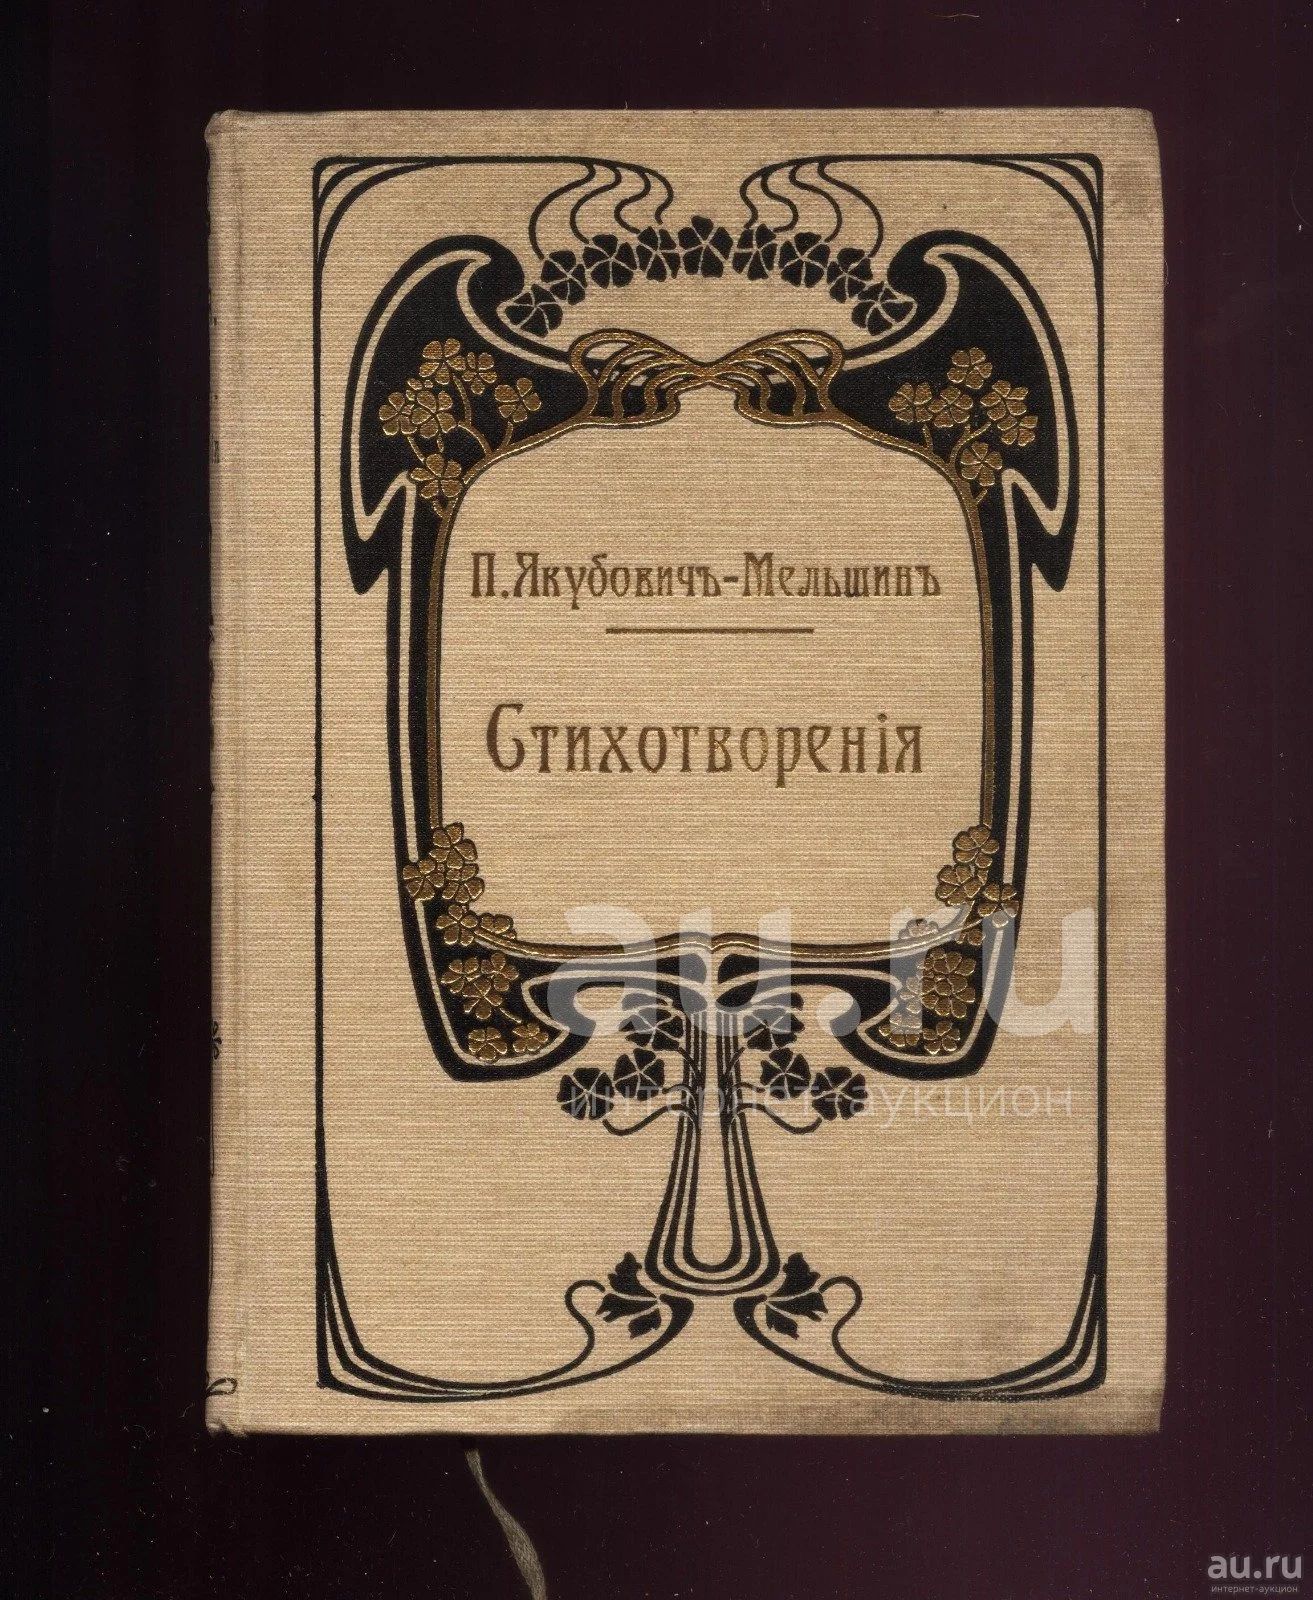 П. Якубовичъ-Мельшинъ
Стихотворенія
au.ru
интернет-аукцион
au.ru
интернет-аукцион